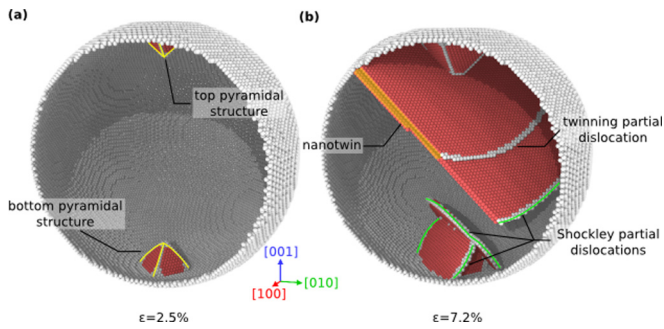 (a)
top pyramidal
structure
bottom pyramidal
structure
[001]
[010]
[100]
ε=2.5%
(b)
nanotwin
twinning partial
dislocation
Shockley partial
dislocations
ε=7.2%